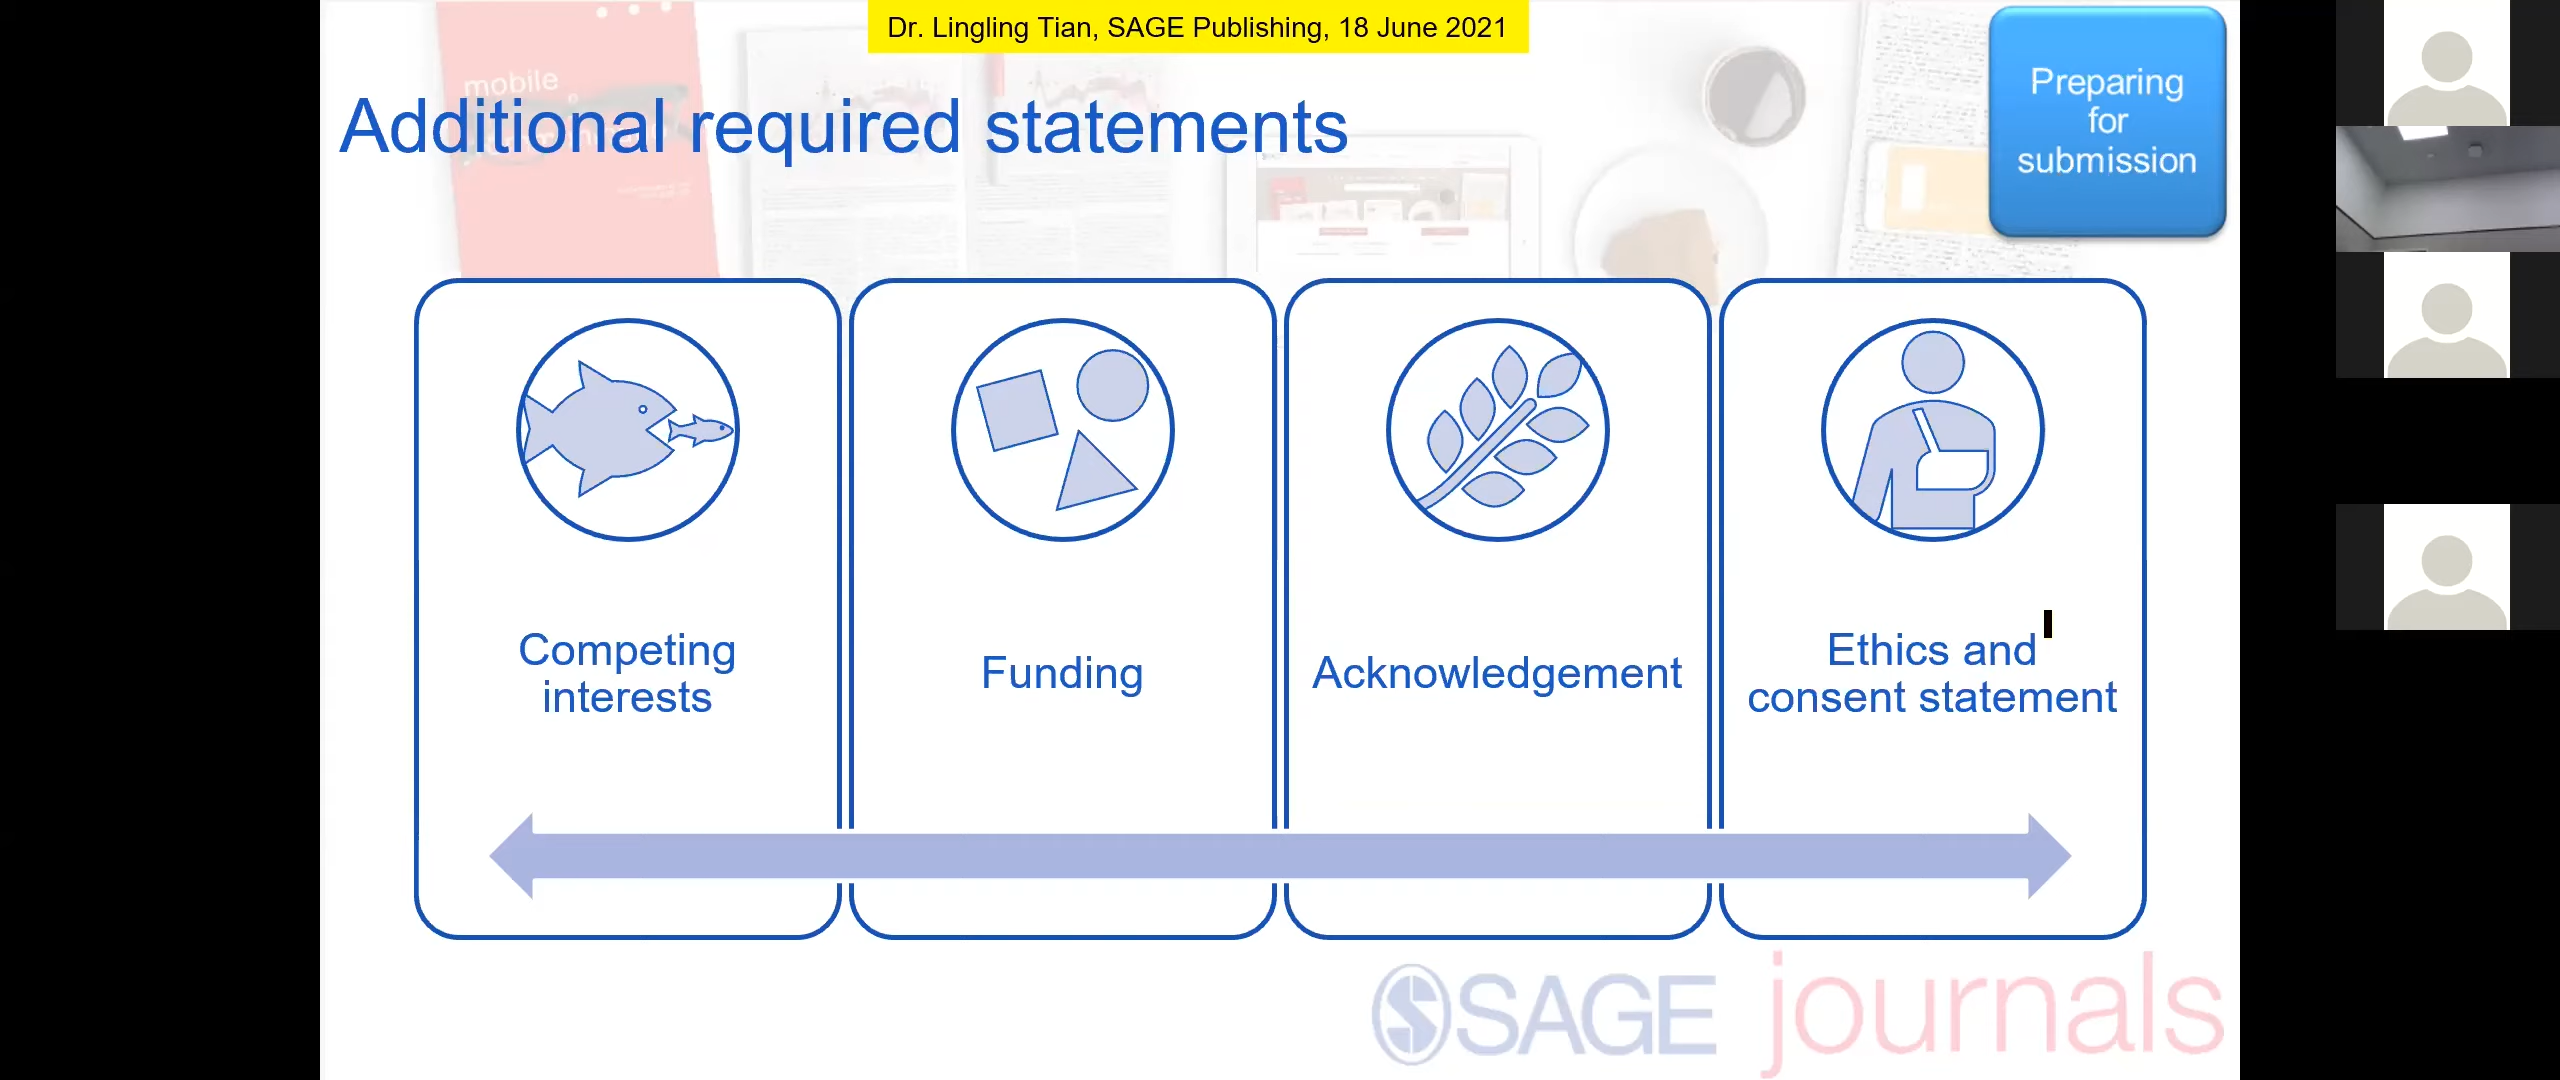 Dr. Lingling Tian, SAGE Publishing, 18 June 2021
mobile
Additional required statements
Preparing
for
submission
Competing
interests
Funding
Acknowledgement
Ethics and
consent statement
SAGE journals